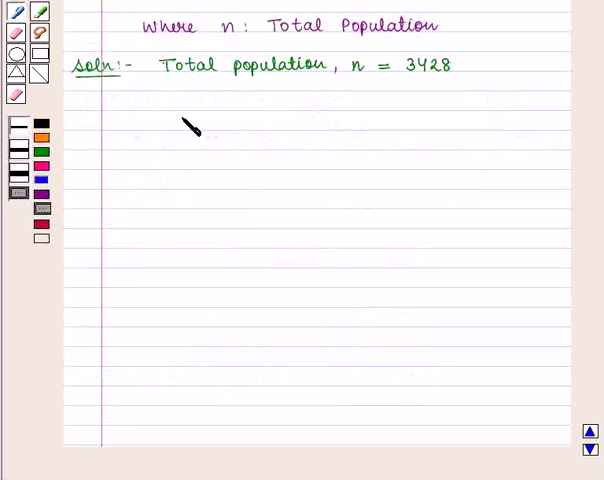 Where n : Total Population
Soln:- Total population, n = 3428